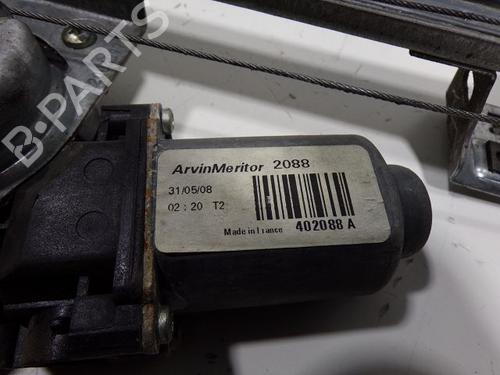 B-PARTS
ArvinMeritor 2088
31/05/08
02 : 20 T2
Made in France 402088 A